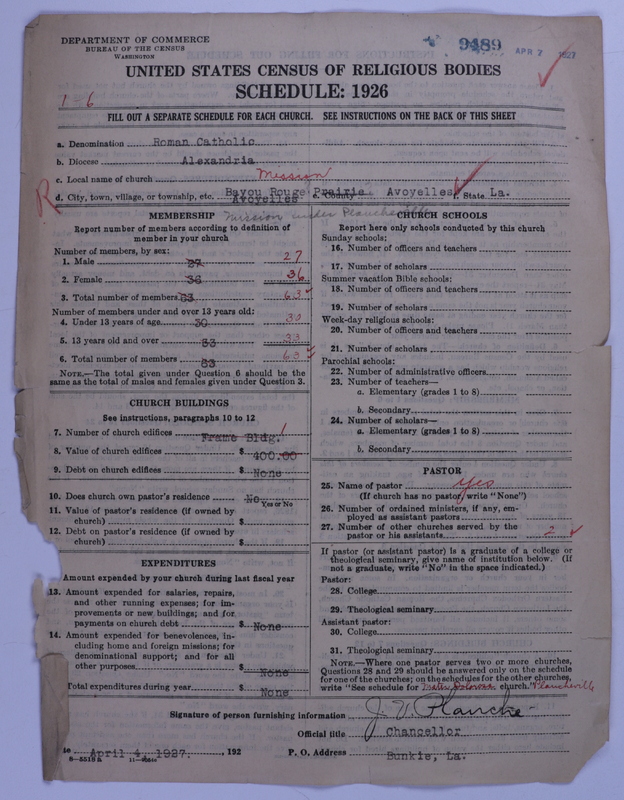 DEPARTMENT OF COMMERCE
BUREAU OF THE CENSUS
WASHINGTON
9489
APR 7 1927
UNITED STATES CENSUS OF RELIGIOUS BODIES
SCHEDULE: 1926
1-6
FILL OUT A SEPARATE SCHEDULE FOR EACH CHURCH. SEE INSTRUCTIONS ON THE BACK OF THIS SHEET
a. Denomination Roman Catholic
b. Diocese Alexandria
c. Local name of church Mission
R
d. City, town, village, or township, etc. Bayou Rouge Prairie e. County Avoyelles f. State La.
Avoyelles
Mission under Plancheville
MEMBERSHIP
Report number of members according to definition of
member in your church
Number of members, by sex:
1. Male 27 27
2. Female 36 36
3. Total number of members 63 63
Number of members under and over 13 years old:
4. Under 13 years of age 30 30
5. 13 years old and over 33 33
6. Total number of members 63 63
NOTE.—The total given under Question 6 should be the
same as the total of males and females given under Question 3.
CHURCH BUILDINGS
See instructions, paragraphs 10 to 12
7. Number of church edifices Frame Bldg. 1
8. Value of church edifices $ 400.00
9. Debt on church edifices $ None
10. Does church own pastor's residence No
Yes or No
11. Value of pastor's residence (if owned by
church) $
12. Debt on pastor's residence (if owned by
church) $
EXPENDITURES
Amount expended by your church during last fiscal year
13. Amount expended for salaries, repairs,
and other running expenses; for im-
provements or new buildings; and for
payments on church debt $ None
14. Amount expended for benevolences, in-
cluding home and foreign missions; for
denominational support; and for all
other purposes $ None
Total expenditures during year $ None
CHURCH SCHOOLS
Report here only schools conducted by this church
Sunday schools:
16. Number of officers and teachers
17. Number of scholars
Summer vacation Bible schools:
18. Number of officers and teachers
19. Number of scholars
Week-day religious schools:
20. Number of officers and teachers
21. Number of scholars
Parochial schools:
22. Number of administrative officers
23. Number of teachers—
a. Elementary (grades 1 to 8)
b. Secondary
24. Number of scholars—
a. Elementary (grades 1 to 8)
b. Secondary
PASTOR
25. Name of pastor yes
(If church has no pastor, write "None")
26. Number of ordained ministers, if any, em-
ployed as assistant pastors
27. Number of other churches served by the
pastor or his assistants 2
If pastor (or assistant pastor) is a graduate of a college or
theological seminary, give name of institution below. (If
not a graduate, write "No" in the space indicated.)
Pastor:
28. College
29. Theological seminary
Assistant pastor:
30. College
31. Theological seminary
NOTE.—Where one pastor serves two or more churches,
Questions 28 and 29 should be answered only on the schedule
for one of the churches; on the schedules for the other churches,
write "See schedule for Mater Dolorosa church." Plancheville
Signature of person furnishing information J. V. Plauche
Official title Chancellor
April 4, 1927. 192 P. O. Address Bunkie, La.
8—5518 a